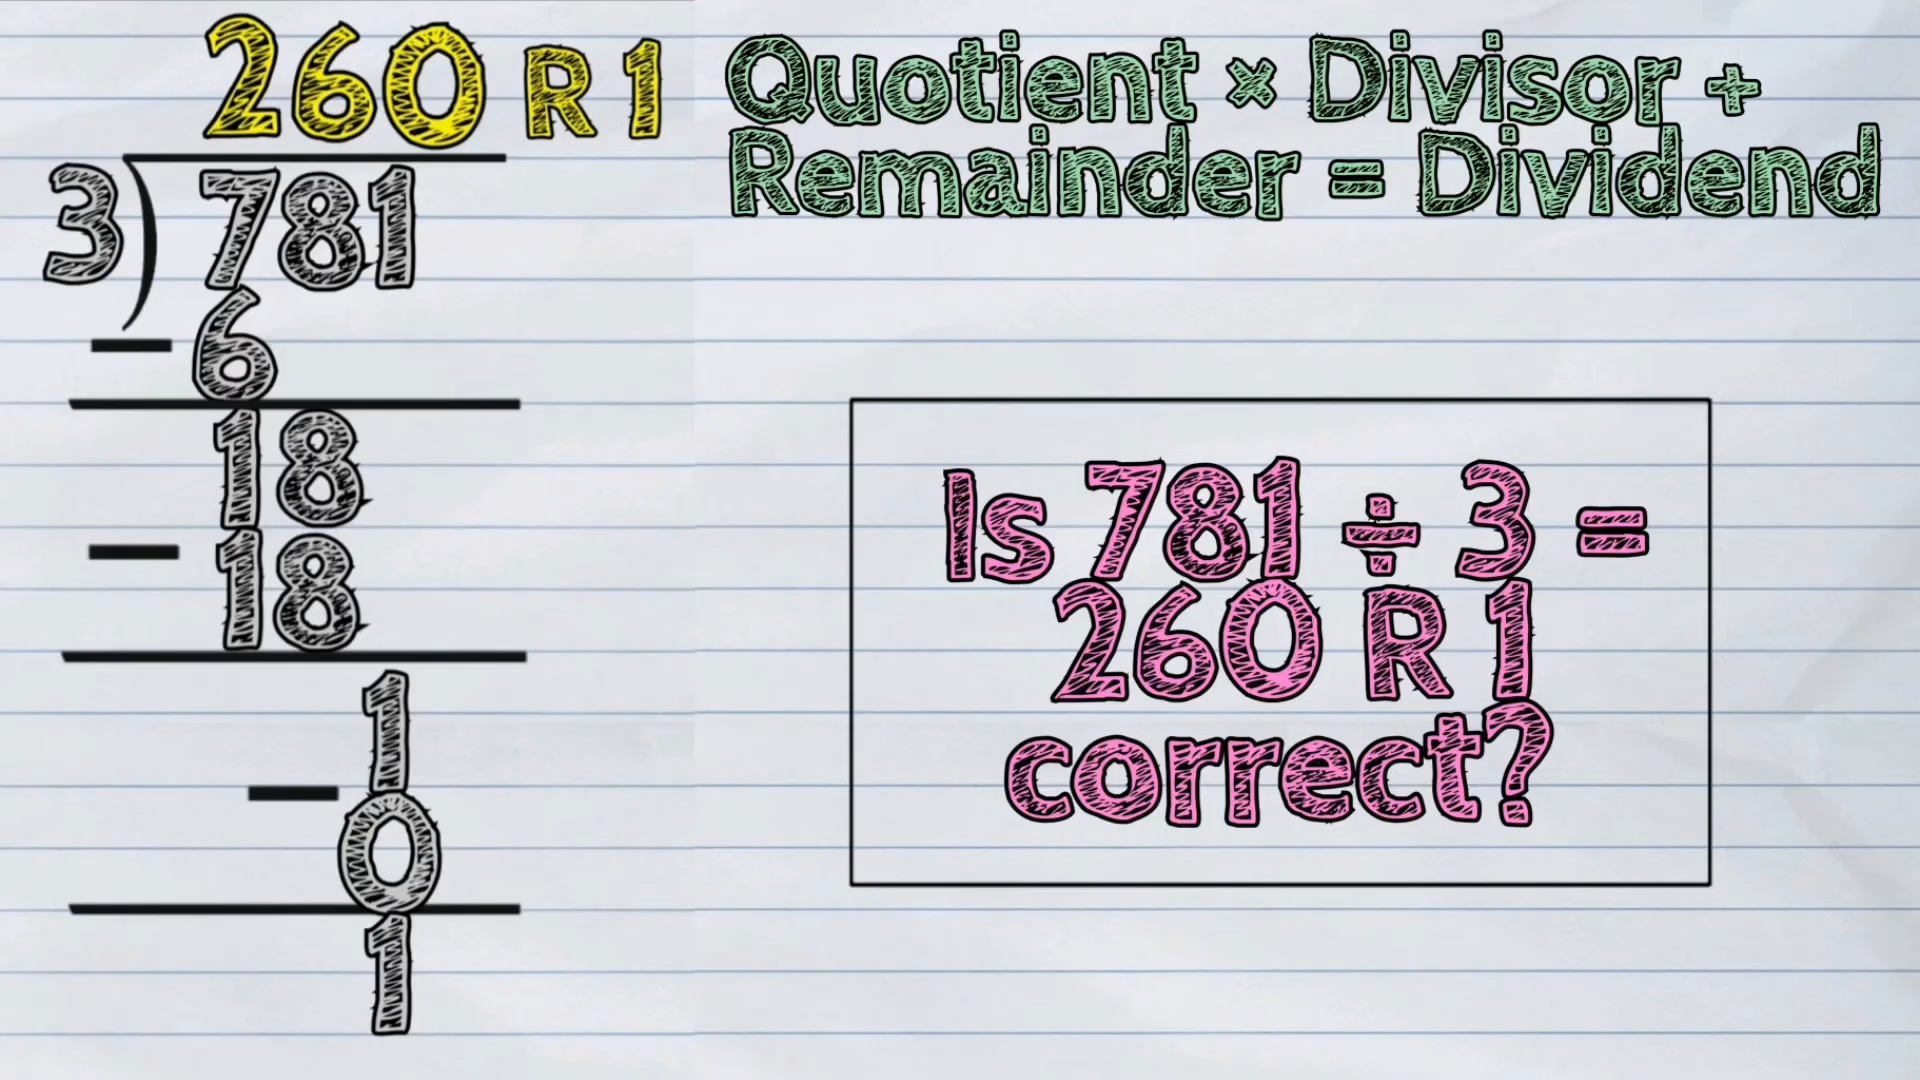 260 R 1
3)781
- 6
18
- 18
1
- 0
1
Quotient × Divisor +
Remainder = Dividend
Is 781 ÷ 3 =
260 R 1
correct?